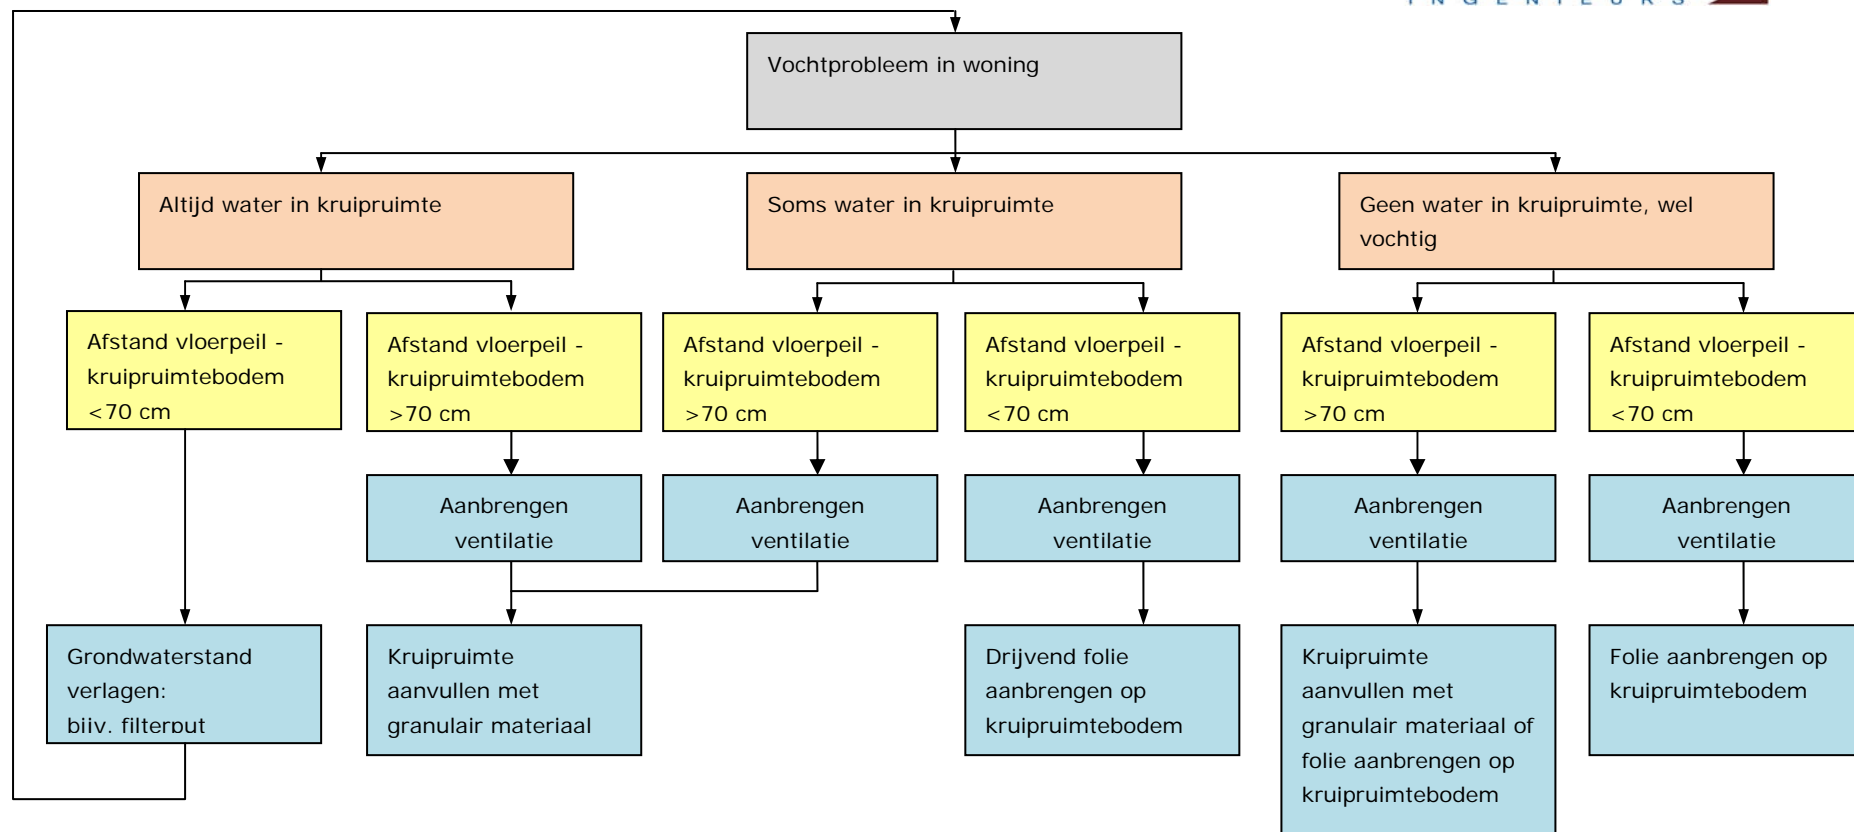 INGENIEURS
Vochtprobleem in woning
Altijd water in kruipruimte
Soms water in kruipruimte
Geen water in kruipruimte, wel
vochtig
Afstand vloerpeil -
kruipruimtebodem
<70 cm
Afstand vloerpeil -
kruipruimtebodem
>70 cm
Afstand vloerpeil -
kruipruimtebodem
>70 cm
Afstand vloerpeil -
kruipruimtebodem
<70 cm
Afstand vloerpeil -
kruipruimtebodem
>70 cm
Afstand vloerpeil -
kruipruimtebodem
<70 cm
Aanbrengen
ventilatie
Aanbrengen
ventilatie
Aanbrengen
ventilatie
Aanbrengen
ventilatie
Aanbrengen
ventilatie
Grondwaterstand
verlagen:
bijv. filterput
Kruipruimte
aanvullen met
granulair materiaal
Drijvend folie
aanbrengen op
kruipruimtebodem
Kruipruimte
aanvullen met
granulair materiaal of
folie aanbrengen op
kruipruimtebodem
Folie aanbrengen op
kruipruimtebodem